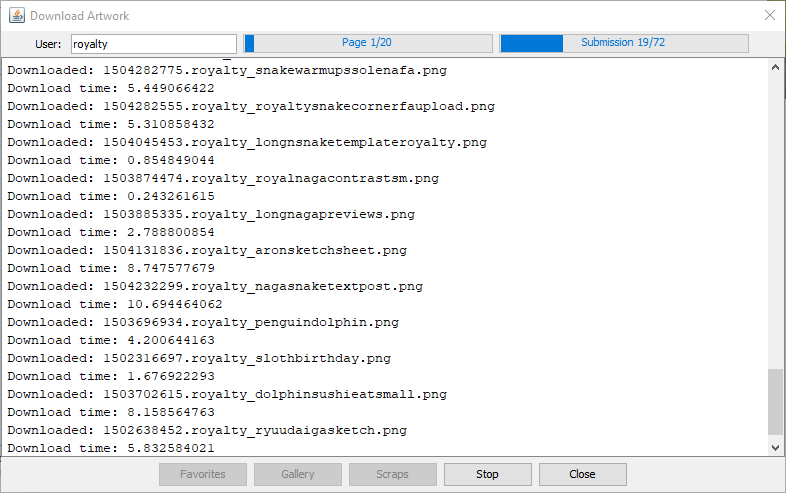 Download Artwork
User: royalty Page 1/20 Submission 19/72
Downloaded: 1504282775.royalty_snakewarmupssolenafa.png
Download time: 5.449066422
Downloaded: 1504282555.royalty_royaltysnakecornerfaupload.png
Download time: 5.310858432
Downloaded: 1504045453.royalty_longnsnaketemplateroyalty.png
Download time: 0.854849044
Downloaded: 1503874474.royalty_royalnagacontrastsm.png
Download time: 0.243261615
Downloaded: 1503885335.royalty_longnagapreviews.png
Download time: 2.788800854
Downloaded: 1504131836.royalty_aronsketchsheet.png
Download time: 8.747577679
Downloaded: 1504232299.royalty_nagasnaketextpost.png
Download time: 10.694464062
Downloaded: 1503696934.royalty_penguindolphin.png
Download time: 4.200644163
Downloaded: 1502316697.royalty_slothbirthday.png
Download time: 1.676922293
Downloaded: 1503702615.royalty_dolphinsushieatsmall.png
Download time: 8.158564763
Downloaded: 1502638452.royalty_ryuudaigasketch.png
Download time: 5.832584021
Favorites Gallery Scraps Stop Close